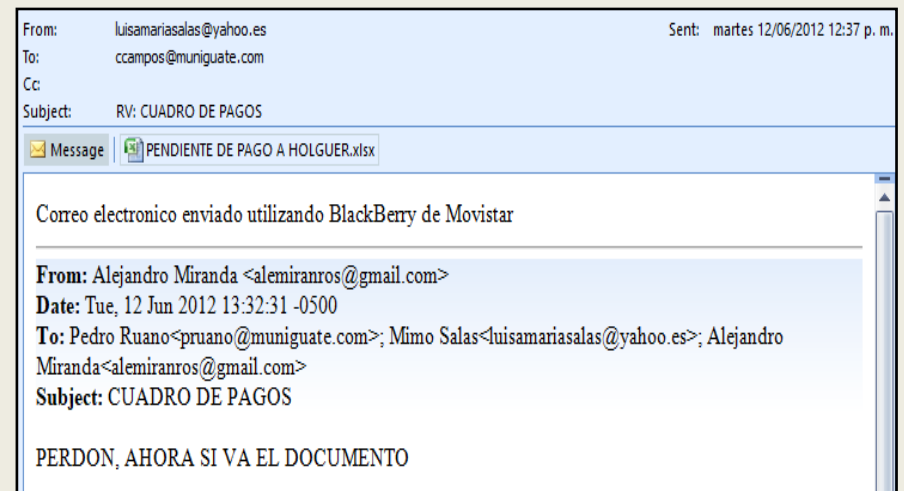 From: luisamariasalas@yahoo.es Sent: martes 12/06/2012 12:37 p. m.
To: ccampos@muniguate.com
Cc:
Subject: RV: CUADRO DE PAGOS
Message PENDIENTE DE PAGO A HOLGUER.xlsx
Correo electronico enviado utilizando BlackBerry de Movistar
From: Alejandro Miranda <alemiranros@gmail.com>
Date: Tue, 12 Jun 2012 13:32:31 -0500
To: Pedro Ruano<pruano@muniguate.com>; Mimo Salas<luisamariasalas@yahoo.es>; Alejandro
Miranda<alemiranros@gmail.com>
Subject: CUADRO DE PAGOS
PERDON, AHORA SI VA EL DOCUMENTO